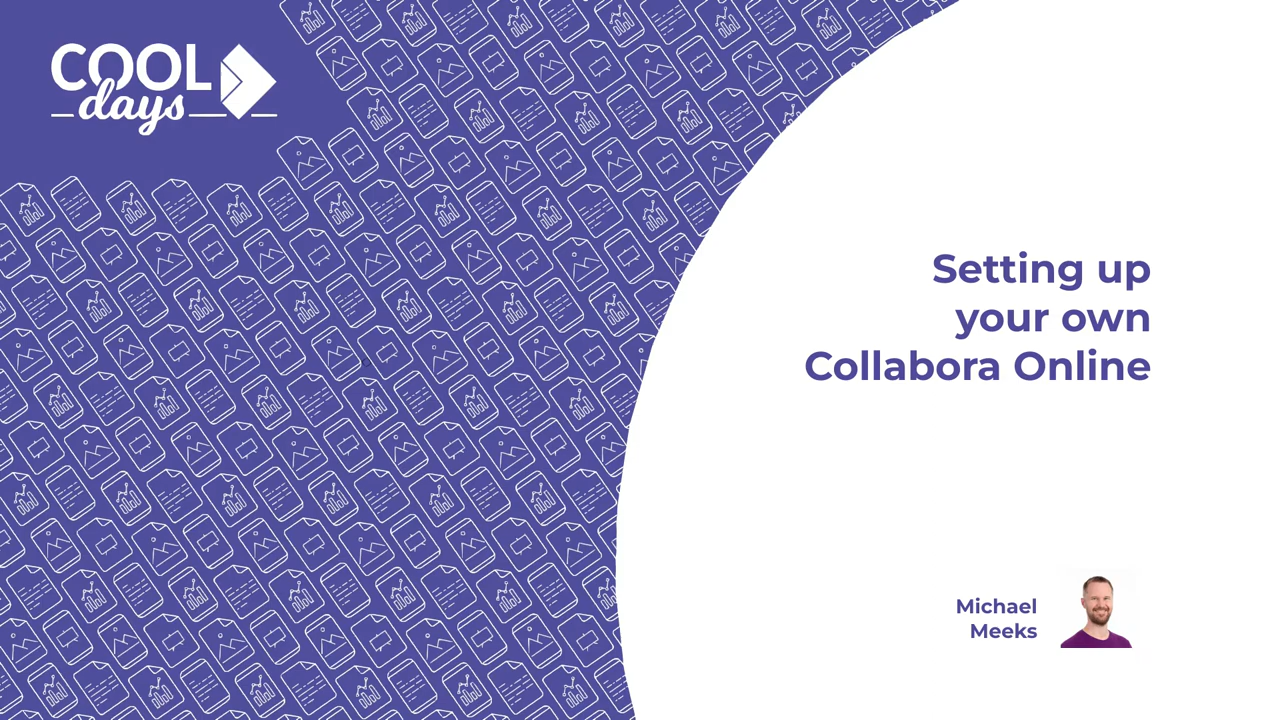 COOL
days
Setting up
your own
Collabora Online
Michael
Meeks